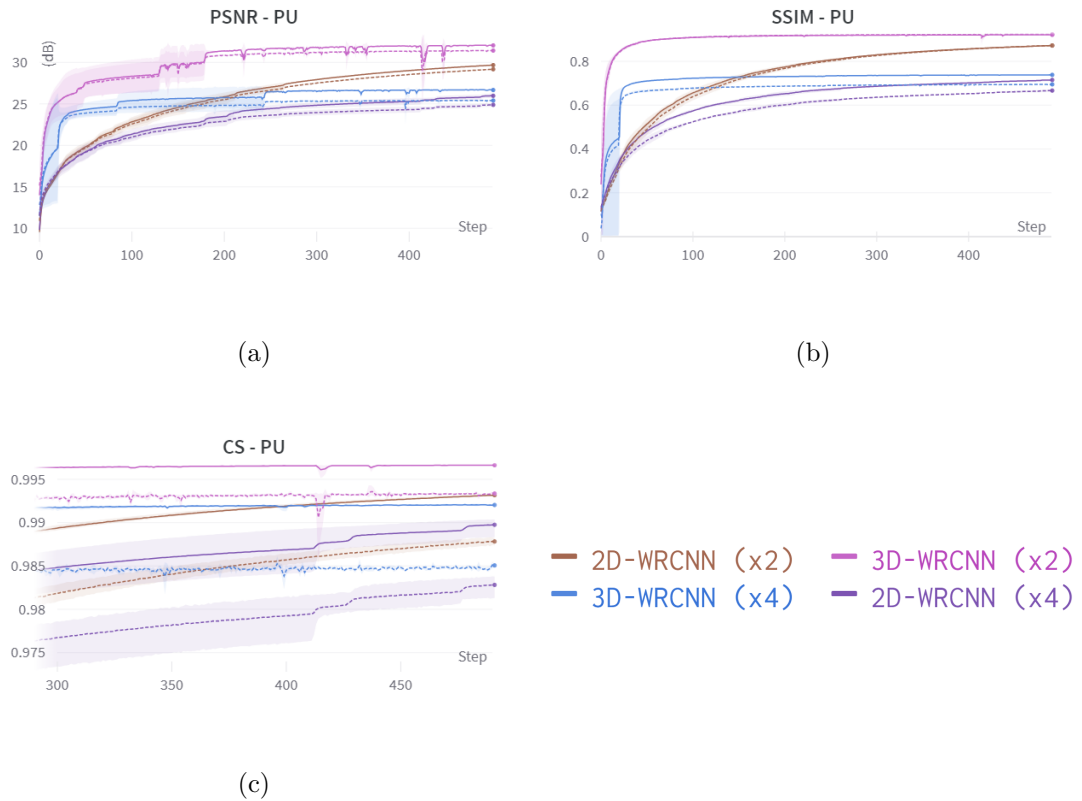 PSNR - PU
(dB)
30
25
20
15
10
Step
0 100 200 300 400
(a)
SSIM - PU
0.8
0.6
0.4
0.2
0
Step
0 100 200 300 400
(b)
CS - PU
0.995
0.99
0.985
0.98
0.975
Step
300 350 400 450
(c)
2D-WRCNN (x2) 3D-WRCNN (x2)
3D-WRCNN (x4) 2D-WRCNN (x4)